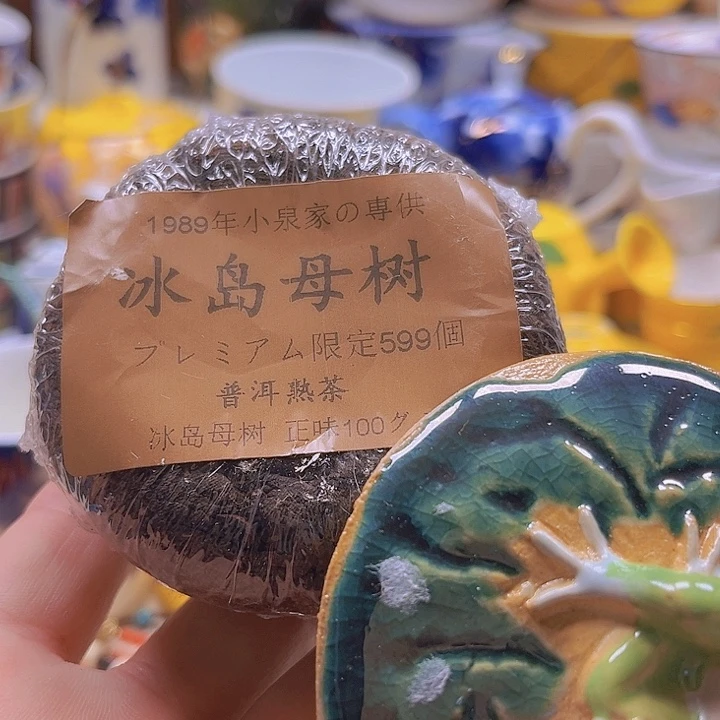 1989年小泉家の専供
冰岛母树
プレミアム限定599個
普洱熟茶
冰岛母树 正味100グ